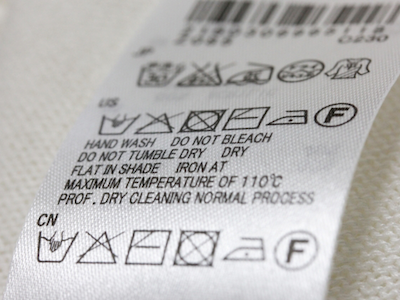 US
HAND WASH DO NOT BLEACH
DO NOT TUMBLE DRY DRY
FLAT IN SHADE IRON AT
MAXIMUM TEMPERATURE OF 110°C
PROF. DRY CLEANING NORMAL PROCESS
CN